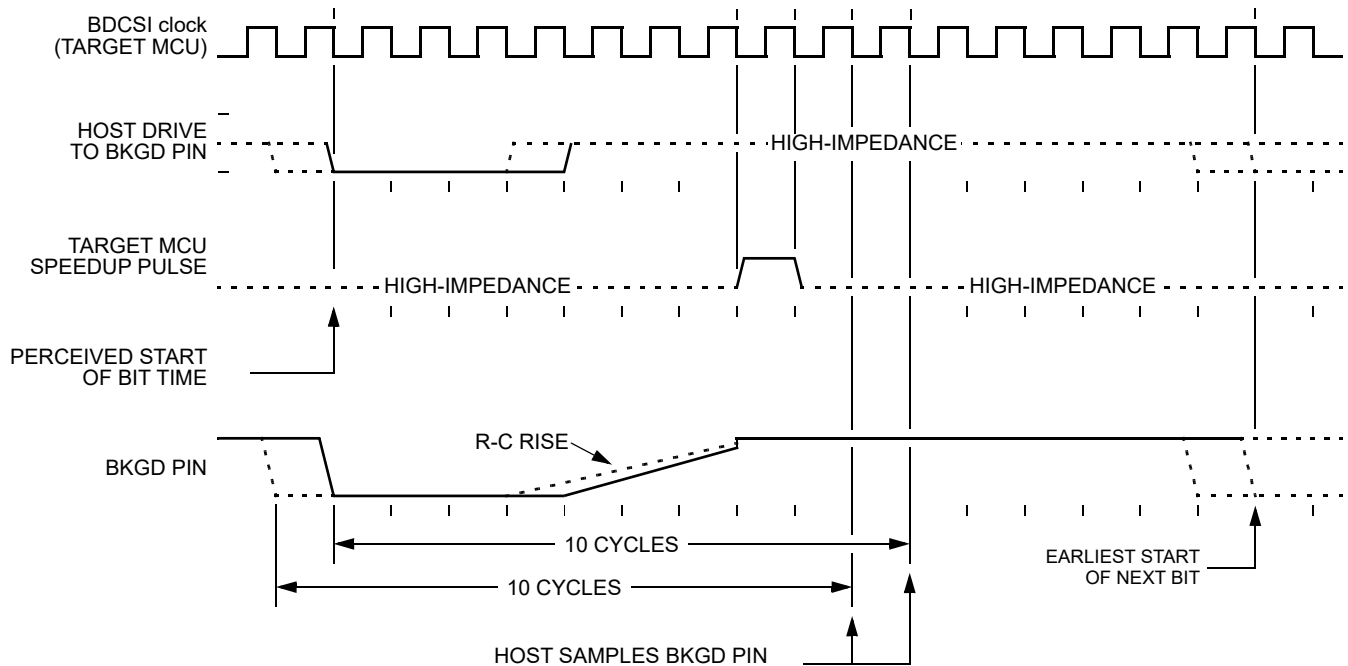 BDCSI clock
(TARGET MCU)
HOST DRIVE
TO BKGD PIN
HIGH-IMPEDANCE
TARGET MCU
SPEEDUP PULSE
HIGH-IMPEDANCE
HIGH-IMPEDANCE
PERCEIVED START
OF BIT TIME
R-C RISE
BKGD PIN
10 CYCLES
EARLIEST START
OF NEXT BIT
10 CYCLES
HOST SAMPLES BKGD PIN